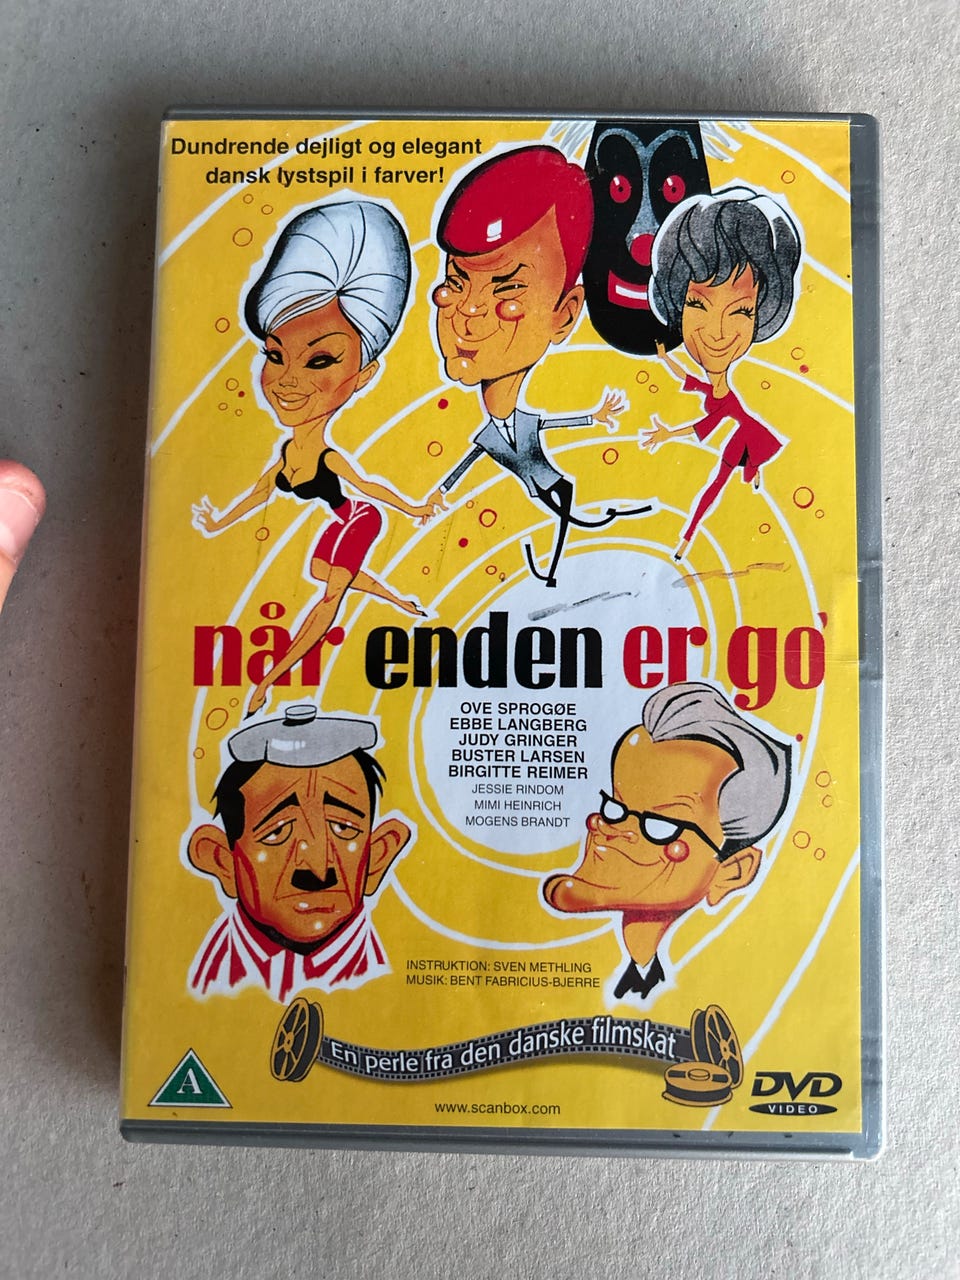 Dundrende dejligt og elegant
dansk lystspil i farver!
når enden er go'
OVE SPROGØE
EBBE LANGBERG
JUDY GRINGER
BUSTER LARSEN
BIRGITTE REIMER
JESSIE RINDOM
MIMI HEINRICH
MOGENS BRANDT
INSTRUKTION: SVEN METHLING
MUSIK: BENT FABRICIUS-BJERRE
En perle fra den danske filmskat
A
DVD
VIDEO
www.scanbox.com